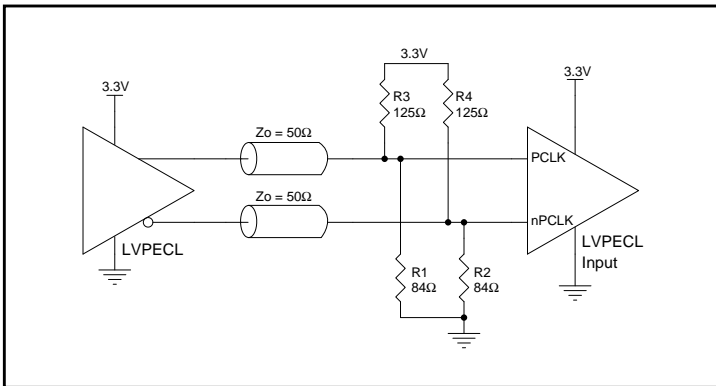 3.3V
3.3V
3.3V
R3
125Ω
R4
125Ω
Zo = 50Ω
PCLK
Zo = 50Ω
nPCLK
LVPECL
LVPECL
Input
R1
84Ω
R2
84Ω